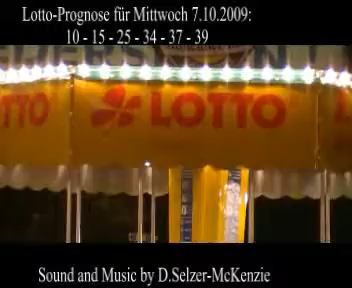 Lotto-Prognose für Mittwoch 7.10.2009:
10 - 15 - 25 - 34 - 37 - 39
TTO LOTTO
Sound and Music by D.Selzer-McKenzie